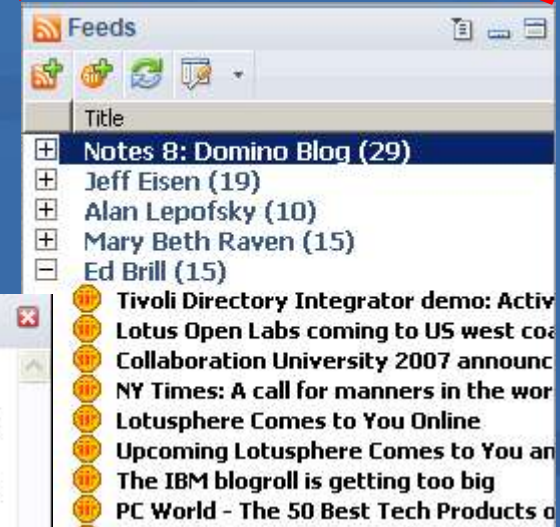 Feeds
Title
Notes 8: Domino Blog (29)
Jeff Eisen (19)
Alan Lepofsky (10)
Mary Beth Raven (15)
Ed Brill (15)
Tivoli Directory Integrator demo: Activ
Lotus Open Labs coming to US west coa
Collaboration University 2007 announc
NY Times: A call for manners in the wor
Lotusphere Comes to You Online
Upcoming Lotusphere Comes to You an
The IBM blogroll is getting too big
PC World - The 50 Best Tech Products o